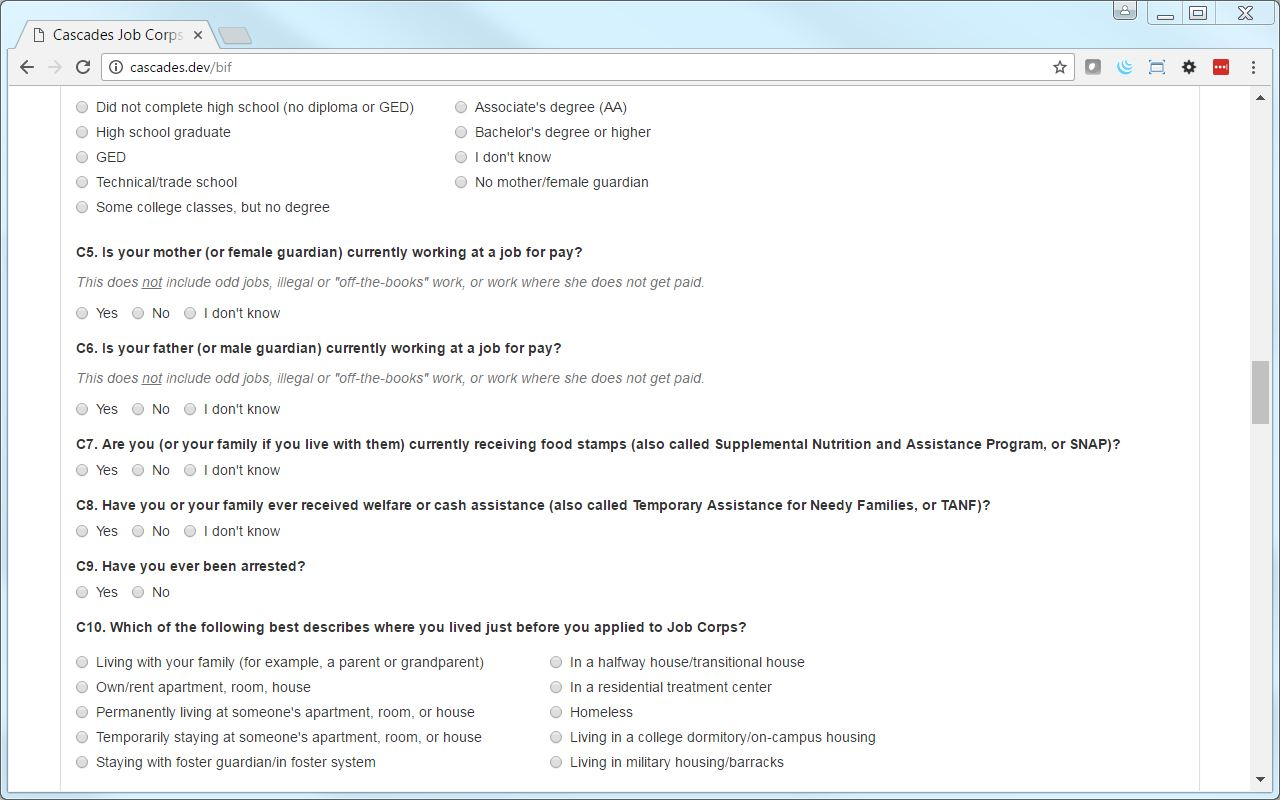 Cascades Job Corps
cascades.dev/bif
Did not complete high school (no diploma or GED)
Associate's degree (AA)
High school graduate
Bachelor's degree or higher
GED
I don't know
Technical/trade school
No mother/female guardian
Some college classes, but no degree
C5. Is your mother (or female guardian) currently working at a job for pay?
This does not include odd jobs, illegal or "off-the-books" work, or work where she does not get paid.
Yes No I don't know
C6. Is your father (or male guardian) currently working at a job for pay?
This does not include odd jobs, illegal or "off-the-books" work, or work where she does not get paid.
Yes No I don't know
C7. Are you (or your family if you live with them) currently receiving food stamps (also called Supplemental Nutrition and Assistance Program, or SNAP)?
Yes No I don't know
C8. Have you or your family ever received welfare or cash assistance (also called Temporary Assistance for Needy Families, or TANF)?
Yes No I don't know
C9. Have you ever been arrested?
Yes No
C10. Which of the following best describes where you lived just before you applied to Job Corps?
Living with your family (for example, a parent or grandparent)
In a halfway house/transitional house
Own/rent apartment, room, house
In a residential treatment center
Permanently living at someone's apartment, room, or house
Homeless
Temporarily staying at someone's apartment, room, or house
Living in a college dormitory/on-campus housing
Staying with foster guardian/in foster system
Living in military housing/barracks